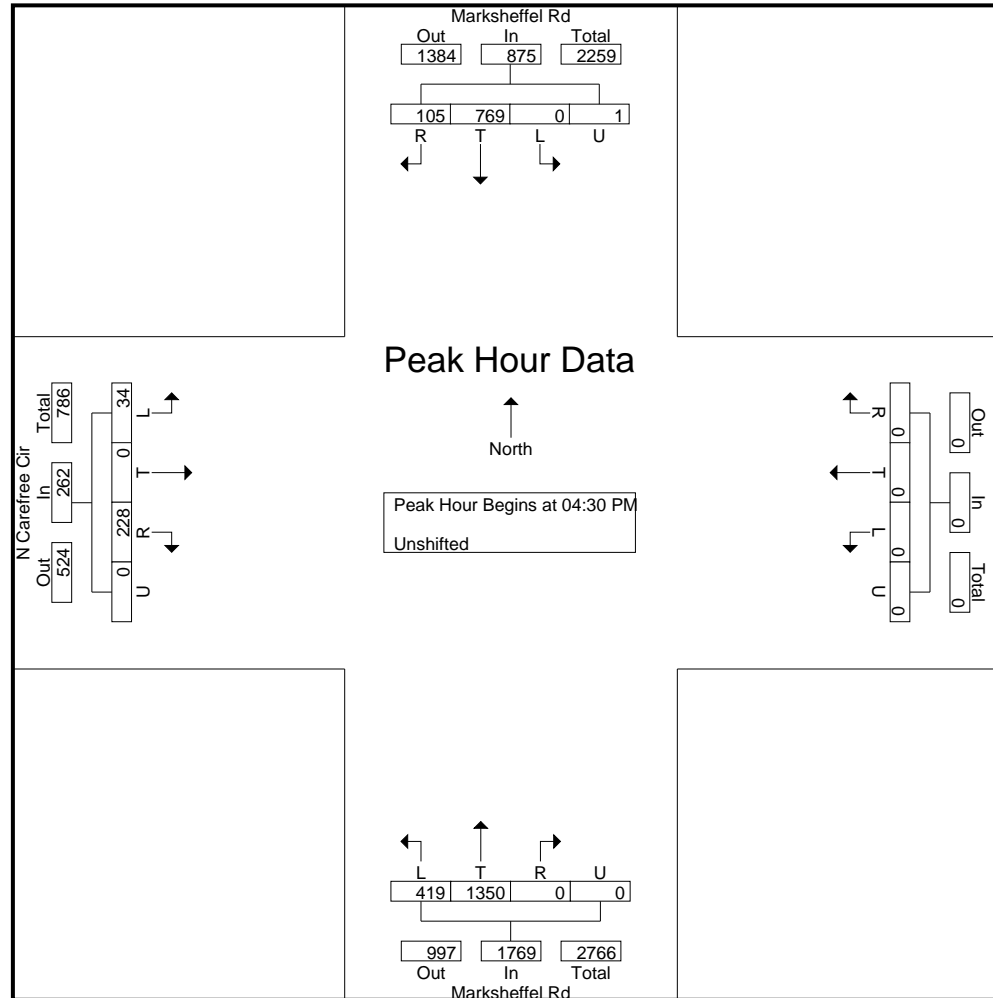 Marksheffel Rd
Out In Total
1384 875 2259
105 769 0 1
R T L U
Peak Hour Data
North
Peak Hour Begins at 04:30 PM
Unshifted
N Carefree Cir
Total In Out
786 262 524
34 0 228 0
L T R U
R T L U
0 0 0 0
Out In Total
0 0 0
L T R U
419 1350 0 0
997 1769 2766
Out In Total
Marksheffel Rd